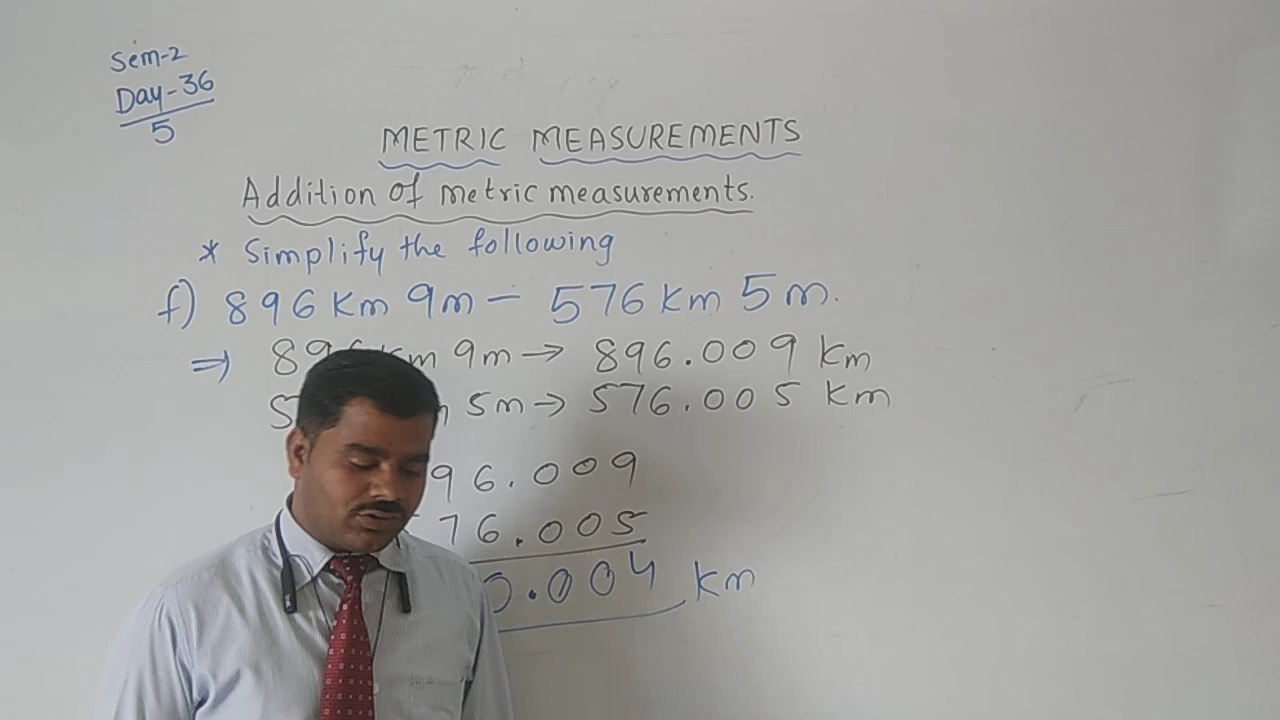 Sem-2
Day-36
5
METRIC MEASUREMENTS
Addition of metric measurements.
* Simplify the following
f) 896 Km 9m - 576 Km 5m.
⇒ 9m → 896.009 Km
5m → 576.005 Km
96.009
76.005
0.004 Km